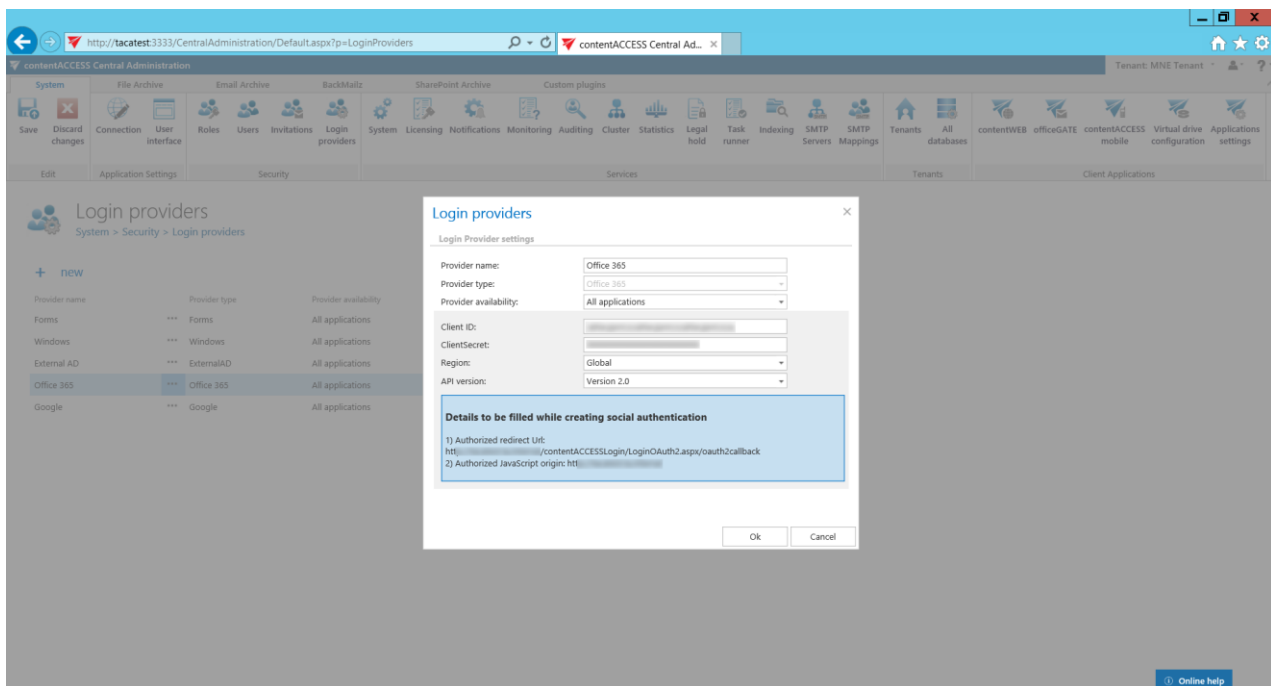 http://tacatest:3333/CentralAdministration/Default.aspx?p=LoginProviders
contentACCESS Central Ad... ×
contentACCESS Central Administration
Tenant: MNE Tenant
System File Archive Email Archive BackMailz SharePoint Archive Custom plugins
Save Discard changes Connection User interface Roles Users Invitations Login providers System Licensing Notifications Monitoring Auditing Cluster Statistics Legal hold Task runner Indexing SMTP Servers SMTP Mappings Tenants All databases contentWEB officeGATE contentACCESS mobile Virtual drive configuration Applications settings
Edit Application Settings Security Services Tenants Client Applications
Login providers
System > Security > Login providers
+ new
Provider name Provider type Provider availability
Forms *** Forms All applications
Windows *** Windows All applications
External AD *** ExternalAD All applications
Office 365 *** Office 365 All applications
Google *** Google All applications
Login providers
Login Provider settings
Provider name: Office 365
Provider type: Office 365
Provider availability: All applications
Client ID:
ClientSecret:
Region: Global
API version: Version 2.0
Details to be filled while creating social authentication
1) Authorized redirect Url:
htt /contentACCESSLogin/LoginOAuth2.aspx/oauth2callback
2) Authorized JavaScript origin: htt
Ok Cancel
Online help